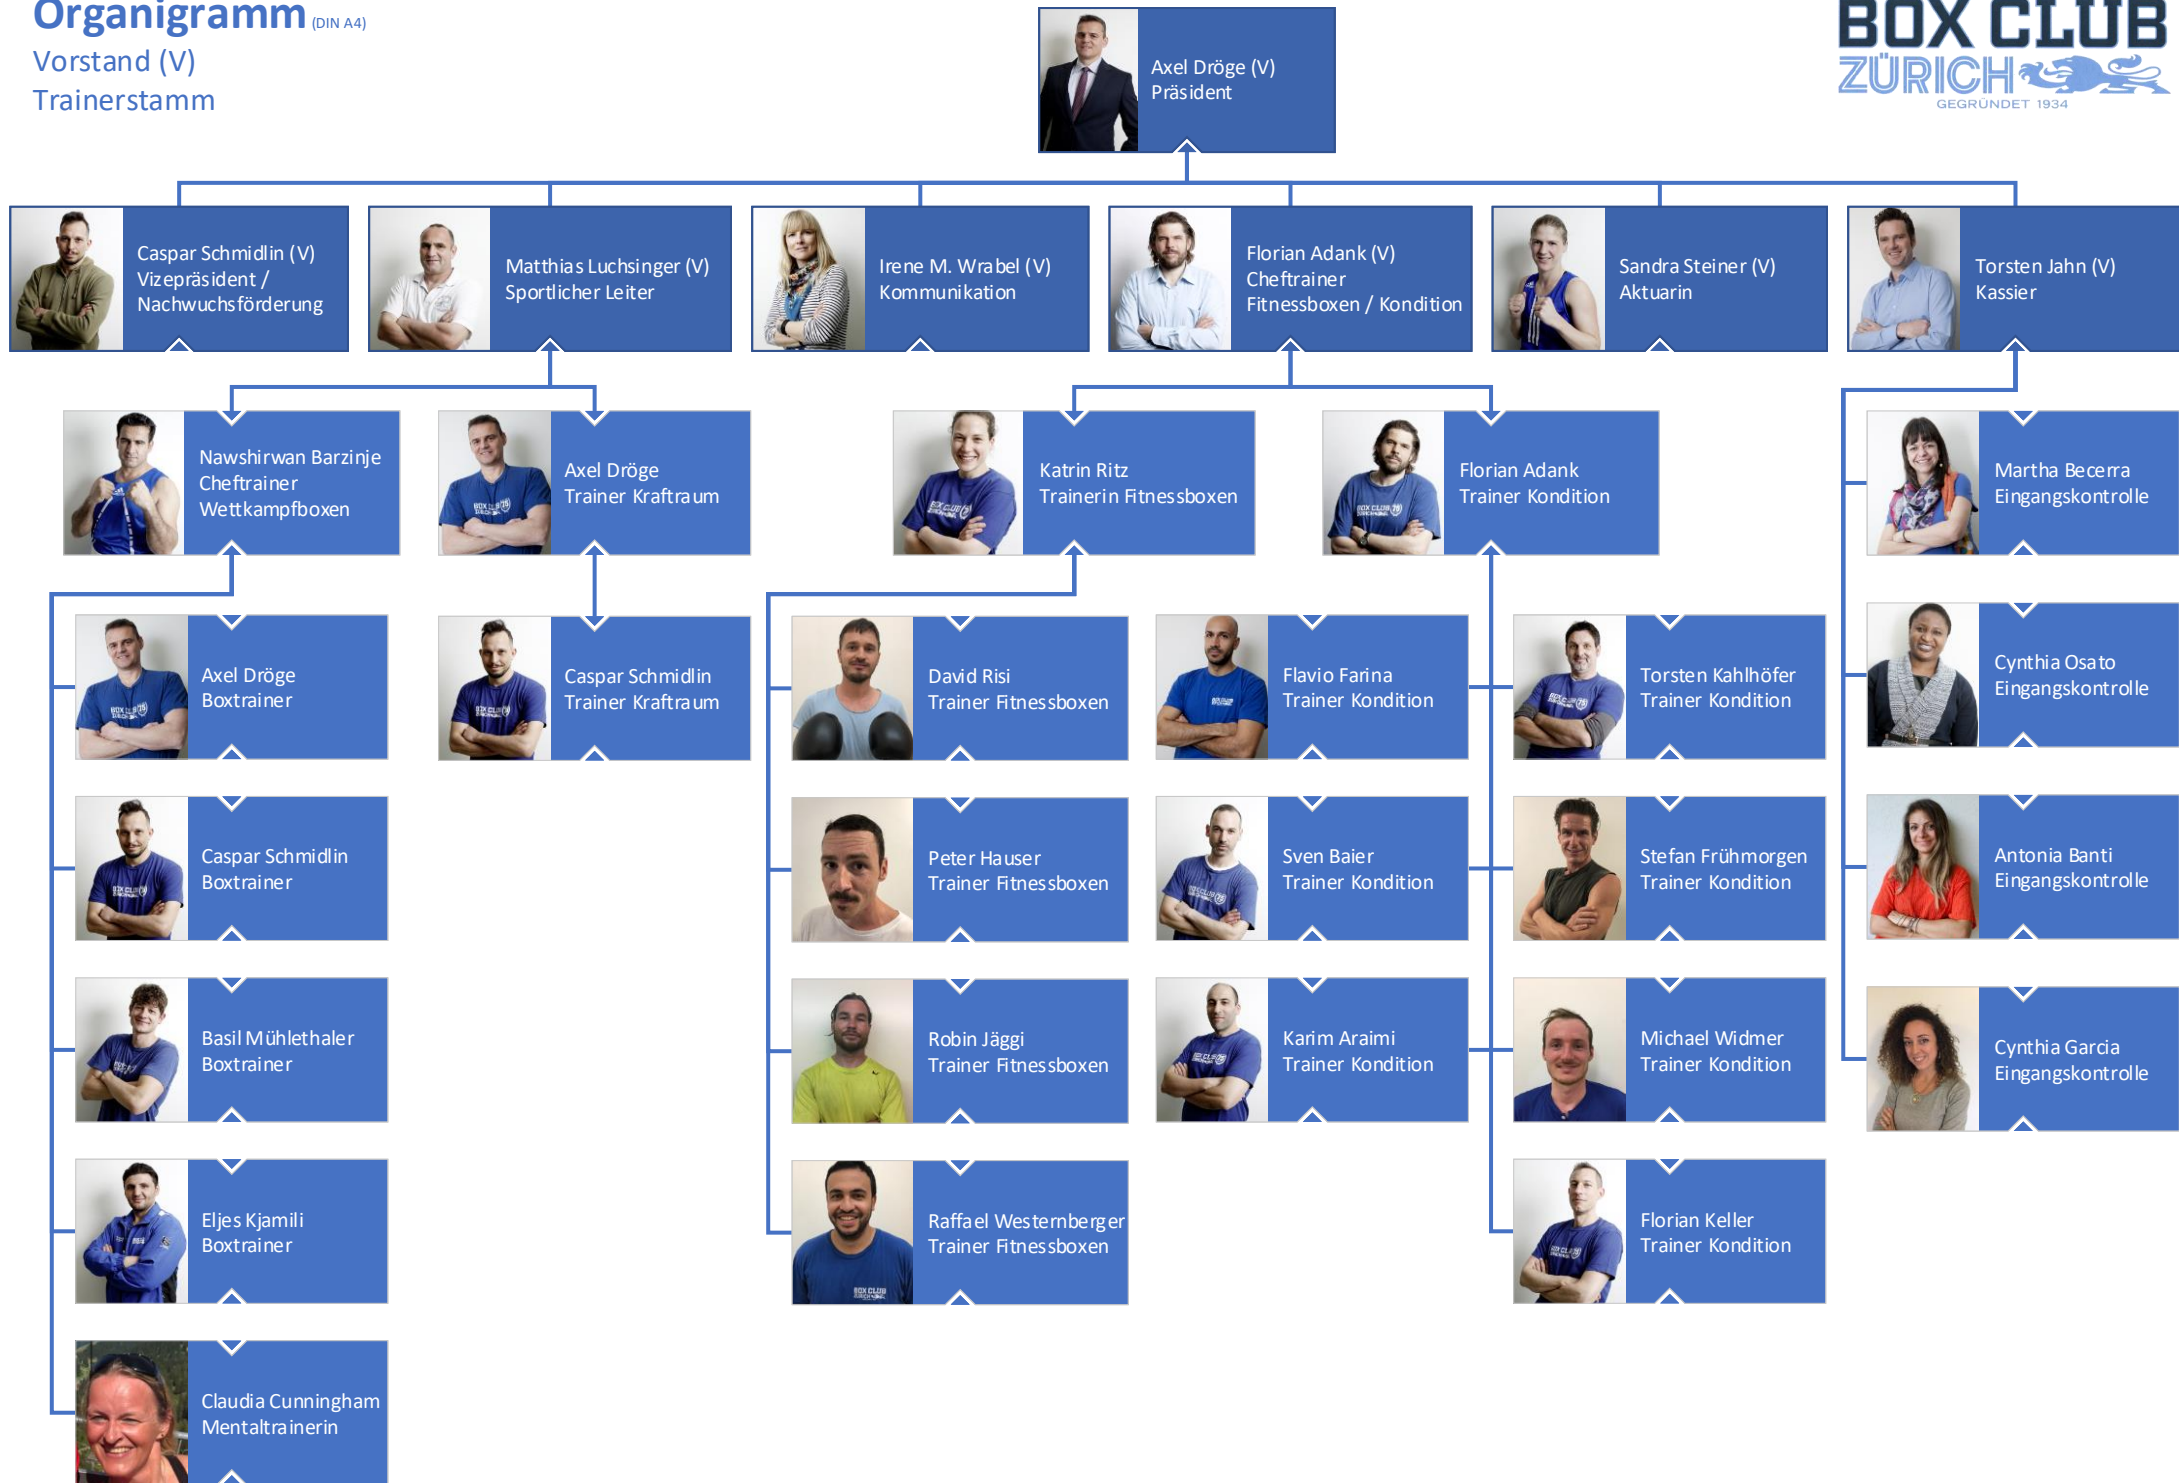 Organigramm (DIN A4)
Vorstand (V)
Trainerstamm
BOX CLUB
ZÜRICH
GEGRÜNDET 1934
Axel Dröge (V)
Präsident
Caspar Schmidlin (V)
Vizepräsident /
Nachwuchsförderung
Matthias Luchsinger (V)
Sportlicher Leiter
Irene M. Wrabel (V)
Kommunikation
Florian Adank (V)
Cheftrainer
Fitnessboxen / Kondition
Sandra Steiner (V)
Aktuarin
Torsten Jahn (V)
Kassier
Nawshirwan Barzinje
Cheftrainer
Wettkampfboxen
Axel Dröge
Trainer Kraftraum
Katrin Ritz
Trainerin Fitnessboxen
Florian Adank
Trainer Kondition
Martha Becerra
Eingangskontrolle
Axel Dröge
Boxtrainer
Caspar Schmidlin
Trainer Kraftraum
David Risi
Trainer Fitnessboxen
Flavio Farina
Trainer Kondition
Torsten Kahlhöfer
Trainer Kondition
Cynthia Osato
Eingangskontrolle
Caspar Schmidlin
Boxtrainer
Peter Hauser
Trainer Fitnessboxen
Sven Baier
Trainer Kondition
Stefan Frühmorgen
Trainer Kondition
Antonia Banti
Eingangskontrolle
Basil Mühlethaler
Boxtrainer
Robin Jäggi
Trainer Fitnessboxen
Karim Araimi
Trainer Kondition
Michael Widmer
Trainer Kondition
Cynthia Garcia
Eingangskontrolle
Eljes Kjamili
Boxtrainer
Raffael Westernberger
Trainer Fitnessboxen
BOX CLUB
Florian Keller
Trainer Kondition
Claudia Cunningham
Mentaltrainerin